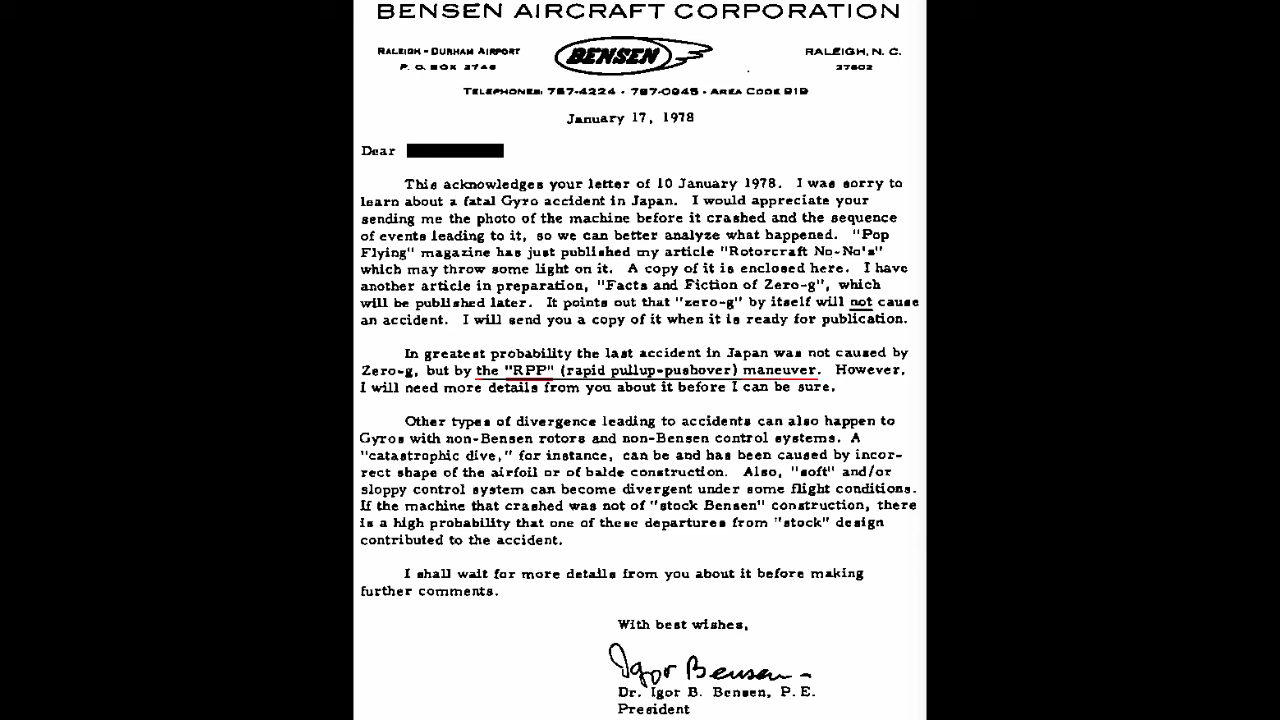 BENSEN AIRCRAFT CORPORATION
RALEIGH - DURHAM AIRPORT
P. O. BOX 2746
BENSEN
RALEIGH, N. C.
27602
TELEPHONES: 787-4224 - 787-0945 - AREA CODE 919
January 17, 1978
Dear
This acknowledges your letter of 10 January 1978. I was sorry to
learn about a fatal Gyro accident in Japan. I would appreciate your
sending me the photo of the machine before it crashed and the sequence
of events leading to it, so we can better analyze what happened. "Pop
Flying" magazine has just published my article "Rotorcraft No-No's"
which may throw some light on it. A copy of it is enclosed here. I have
another article in preparation, "Facts and Fiction of Zero-g", which
will be published later. It points out that "zero-g" by itself will not cause
an accident. I will send you a copy of it when it is ready for publication.
In greatest probability the last accident in Japan was not caused by
Zero-g, but by the "RPP" (rapid pullup-pushover) maneuver. However,
I will need more details from you about it before I can be sure.
Other types of divergence leading to accidents can also happen to
Gyros with non-Bensen rotors and non-Bensen control systems. A
"catastrophic dive," for instance, can be and has been caused by incor-
rect shape of the airfoil or of balde construction. Also, "soft" and/or
sloppy control system can become divergent under some flight conditions.
If the machine that crashed was not of "stock Bensen" construction, there
is a high probability that one of these departures from "stock" design
contributed to the accident.
I shall wait for more details from you about it before making
further comments.
With best wishes,
Igor Bensen
Dr. Igor B. Bensen, P. E.
President